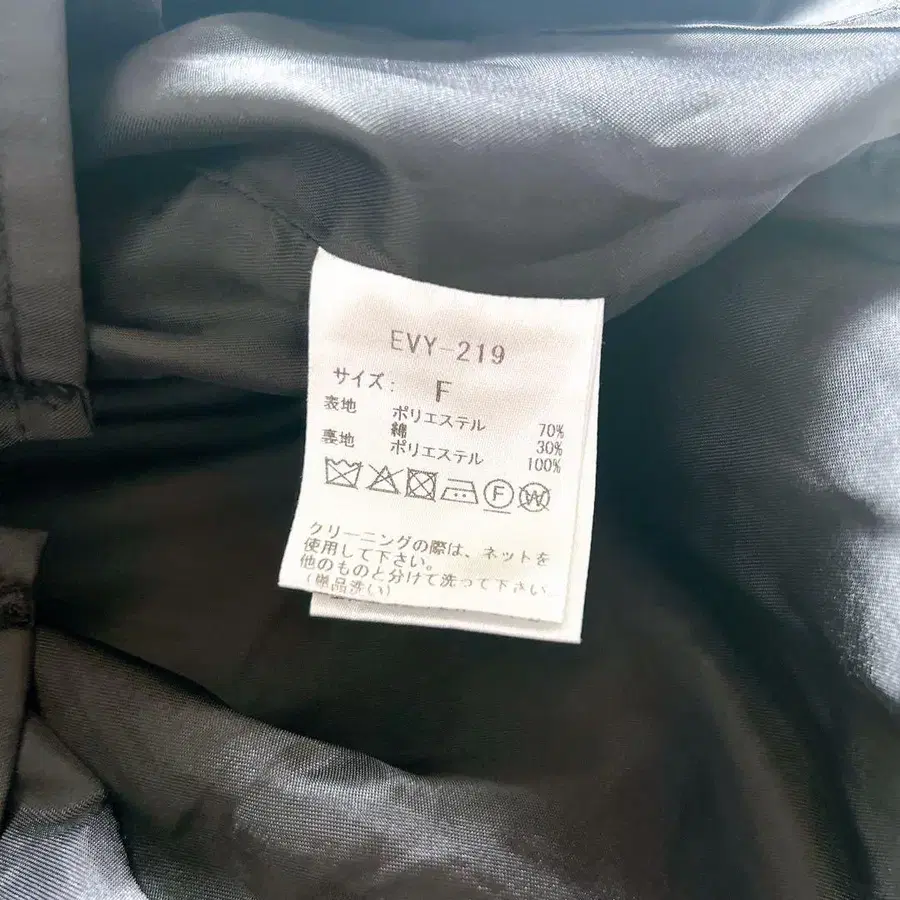 EVY-219
サイズ: F
表地 ポリエステル 70%
綿 30%
裏地 ポリエステル 100%
F W
クリーニングの際は、ネットを
使用して下さい。
他のものと分けて洗って下さい。
(単品洗い)